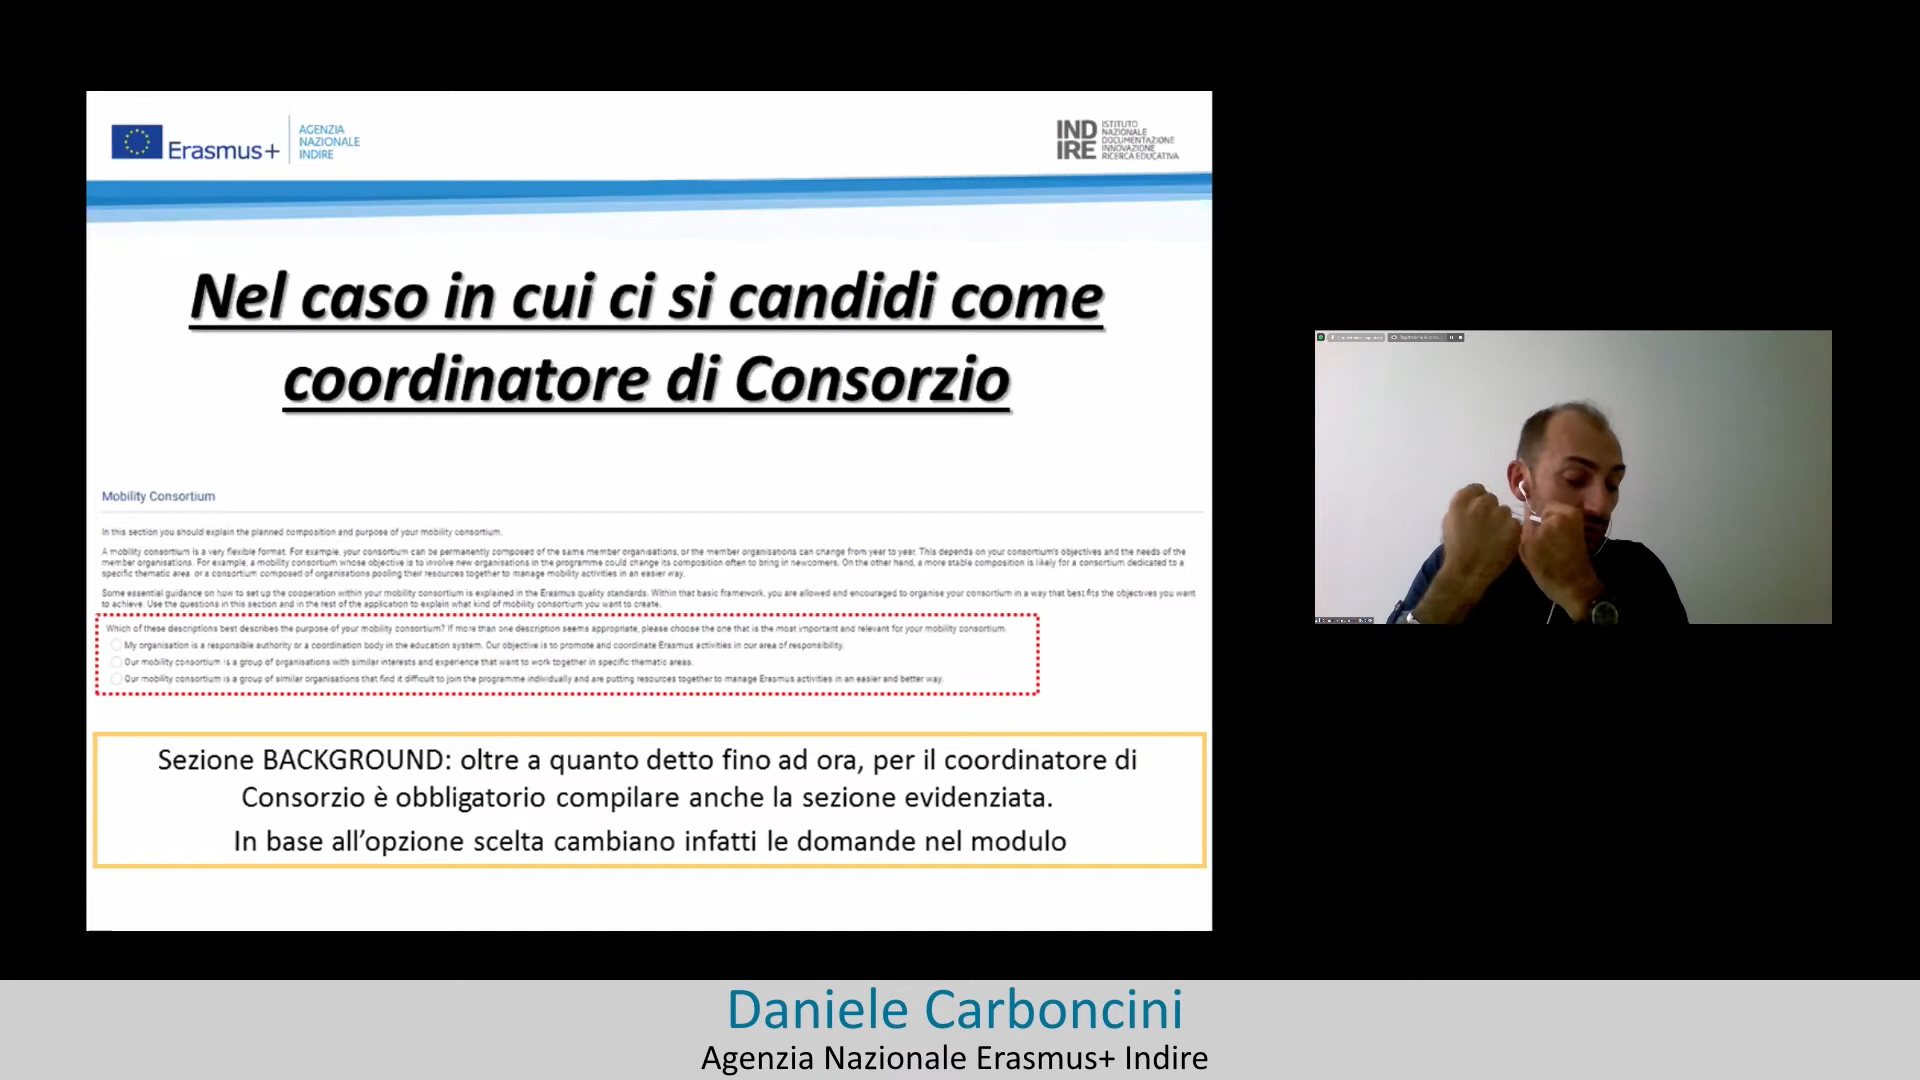 Erasmus+
AGENZIA
NAZIONALE
INDIRE
IND
IRE
ISTITUTO
NAZIONALE
DOCUMENTAZIONE
INNOVAZIONE
RICERCA EDUCATIVA
Nel caso in cui ci si candidi come
coordinatore di Consorzio
Mobility Consortium
In this section you should explain the planned composition and purpose of your mobility consortium.
A mobility consortium is a very flexible format. For example, your consortium can be permanently composed of the same member organisations, or the member organisations can change from year to year. This depends on your consortium's objectives and the needs of the
member organisations. For example, a mobility consortium whose objective is to involve new organisations in the programme could change its composition often to bring in newcomers. On the other hand, a more stable composition is likely for a consortium dedicated to a
specific thematic area, or a consortium composed of organisations pooling their resources together to manage mobility activities in an easier way.
Some essential guidance on how to set up the cooperation within your mobility consortium is explained in the Erasmus quality standards. Within that basic framework, you are allowed and encouraged to organise your consortium in a way that best fits the objectives you want
to achieve. Use the questions in this section and in the rest of the application to explain what kind of mobility consortium you want to create.
Which of these descriptions best describes the purpose of your mobility consortium? If more than one description seems appropriate, please choose the one that is the most important and relevant for your mobility consortium.
My organisation is a responsible authority or a coordination body in the education system. Our objective is to promote and coordinate Erasmus activities in our area of responsibility.
Our mobility consortium is a group of organisations with similar interests and experience that want to work together in specific thematic areas.
Our mobility consortium is a group of similar organisations that find it difficult to join the programme individually and are putting resources together to manage Erasmus activities in an easier and better way.
Sezione BACKGROUND: oltre a quanto detto fino ad ora, per il coordinatore di
Consorzio è obbligatorio compilare anche la sezione evidenziata.
In base all’opzione scelta cambiano infatti le domande nel modulo
Daniele Carboncini
Agenzia Nazionale Erasmus+ Indire